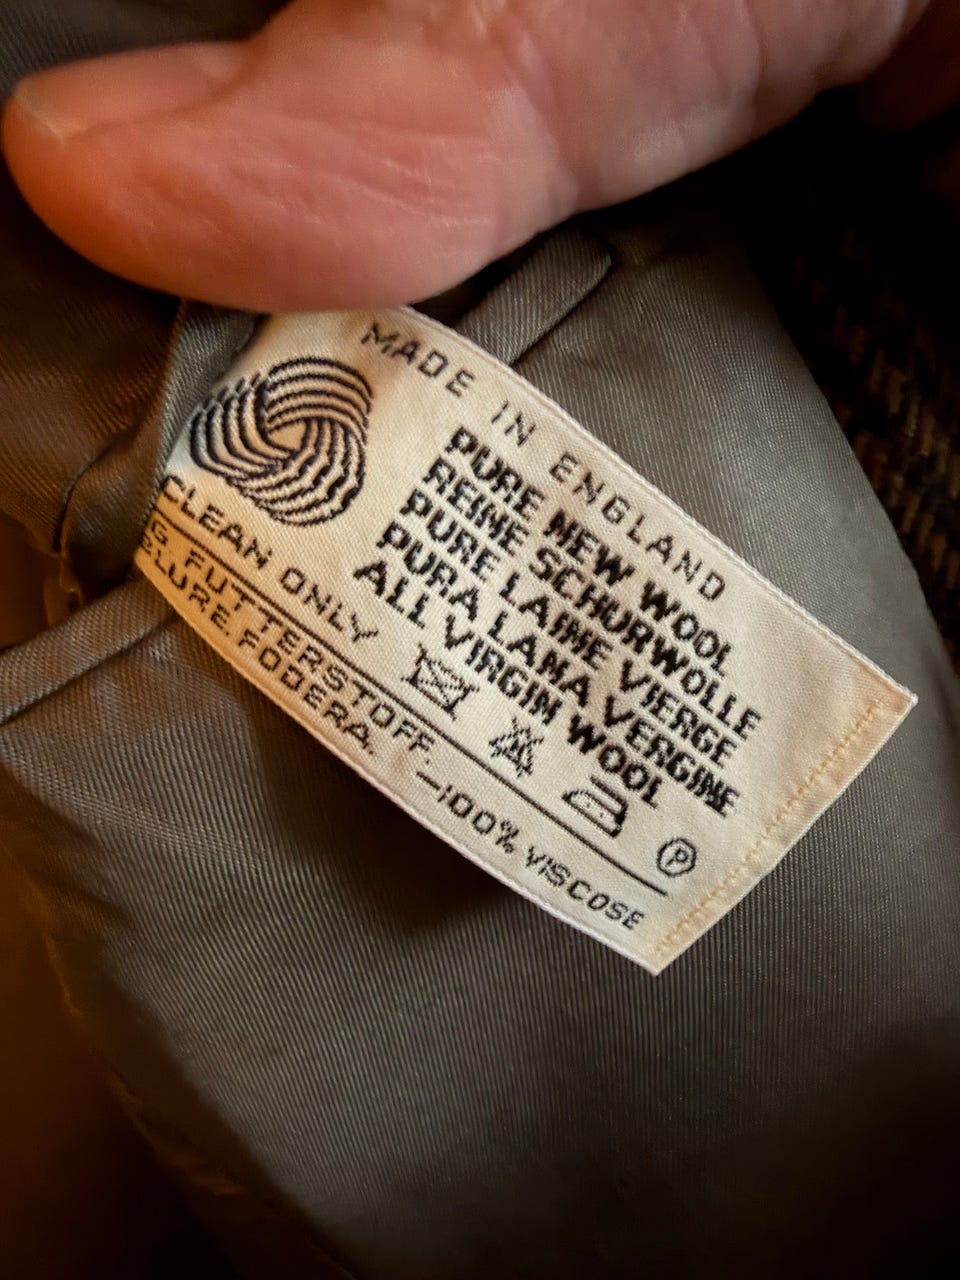 MADE IN ENGLAND
PURE NEW WOOL
REINE SCHURWOLLE
PURE LAINE VIERGE
PURA LANA VERGINE
ALL VIRGIN WOOL
CLEAN ONLY
P
G. FUTTERSTOFF.
FODERA. –100% VISCOSE